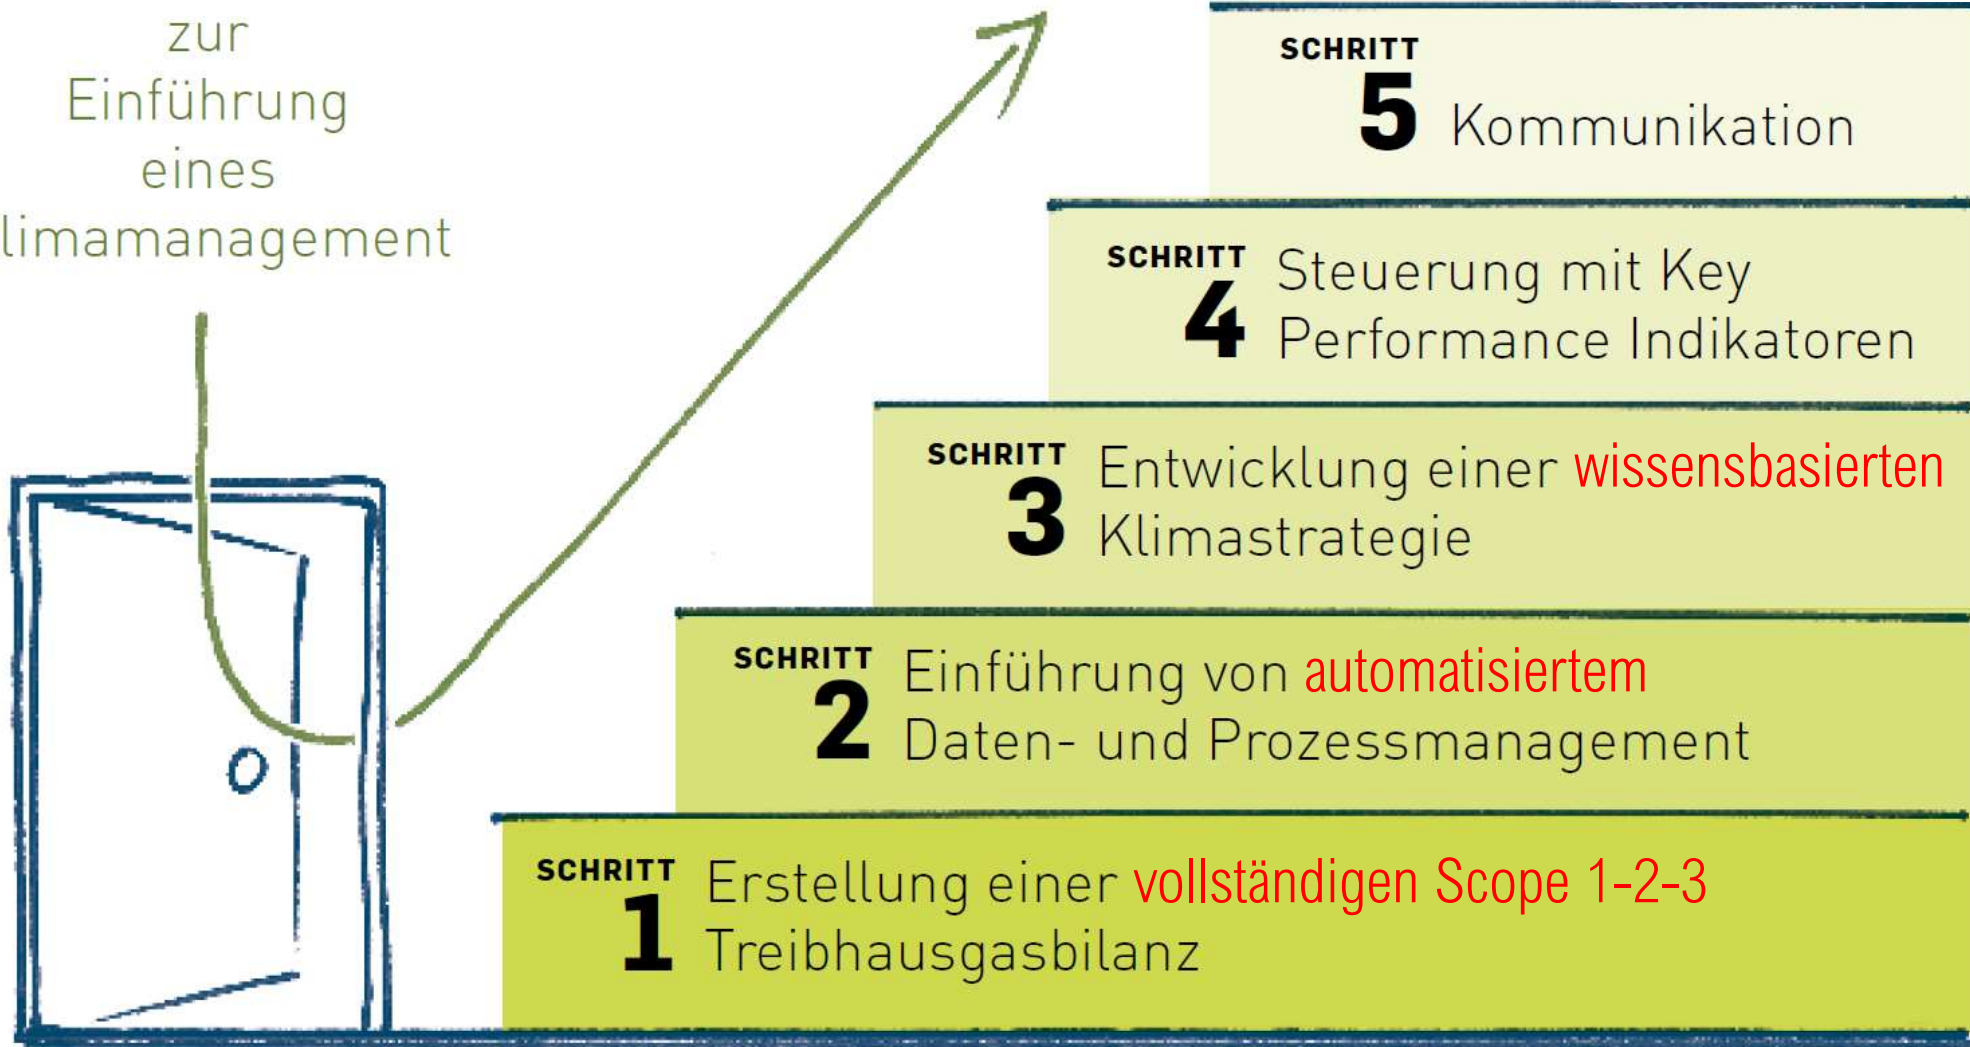 zur
Einführung
eines
limamanagement
SCHRITT
5 Kommunikation
SCHRITT
4 Steuerung mit Key
Performance Indikatoren
SCHRITT
3 Entwicklung einer wissensbasierten
Klimastrategie
SCHRITT
2 Einführung von automatisiertem
Daten- und Prozessmanagement
SCHRITT
1 Erstellung einer vollständigen Scope 1-2-3
Treibhausgasbilanz